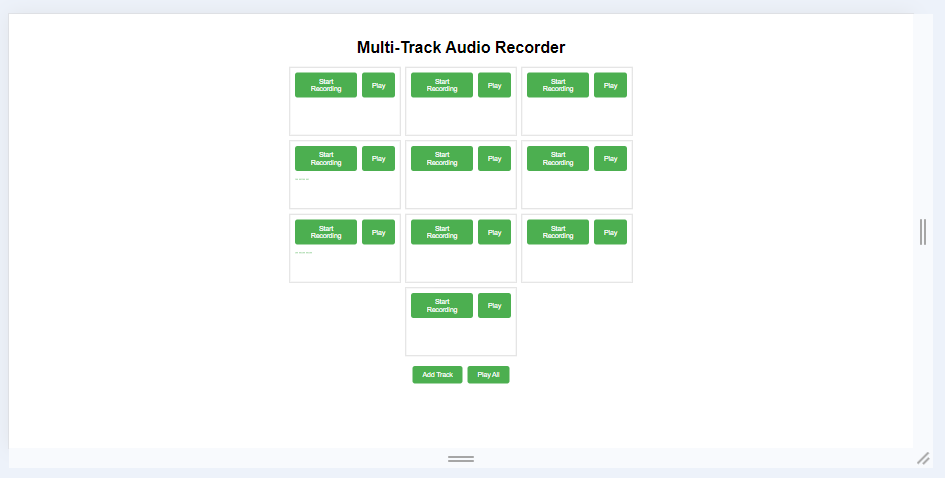 Multi-Track Audio Recorder
Start Recording Play Start Recording Play Start Recording Play
Start Recording Play Start Recording Play Start Recording Play
Start Recording Play Start Recording Play Start Recording Play
Start Recording Play
Add Track Play All